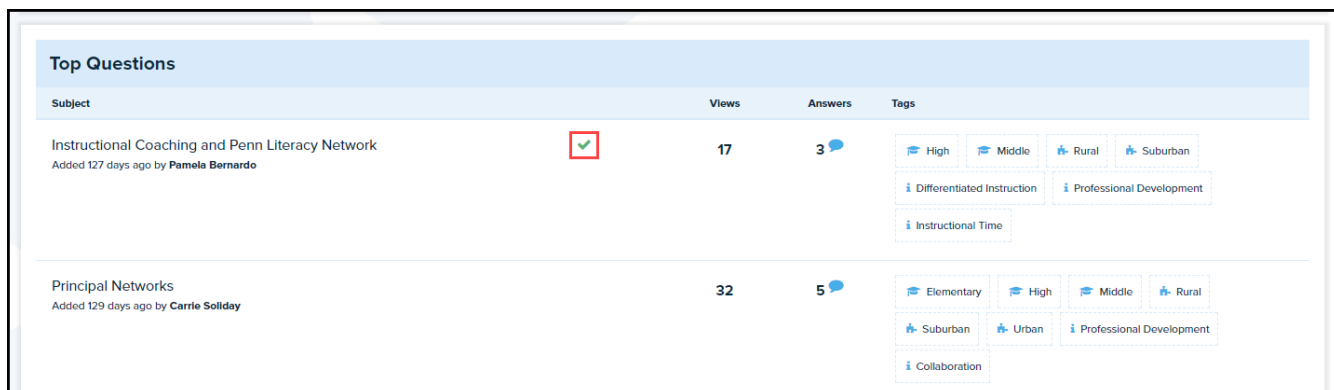 Top Questions
Subject Views Answers Tags
Instructional Coaching and Penn Literacy Network 17 3 High Middle Rural Suburban
Added 127 days ago by Pamela Bernardo
Differentiated Instruction Professional Development
Instructional Time
Principal Networks 32 5 Elementary High Middle Rural
Added 129 days ago by Carrie Soliday
Suburban Urban Professional Development
Collaboration